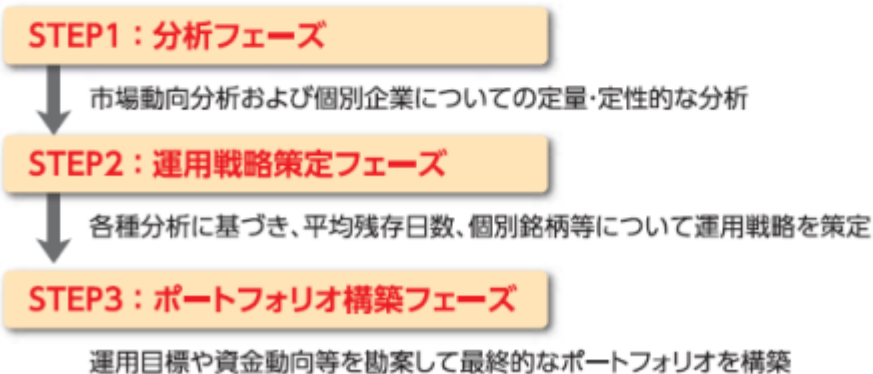 STEP1：分析フェーズ
市場動向分析および個別企業についての定量・定性的な分析
STEP2：運用戦略策定フェーズ
各種分析に基づき、平均残存日数、個別銘柄等について運用戦略を策定
STEP3：ポートフォリオ構築フェーズ
運用目標や資金動向等を勘案して最終的なポートフォリオを構築